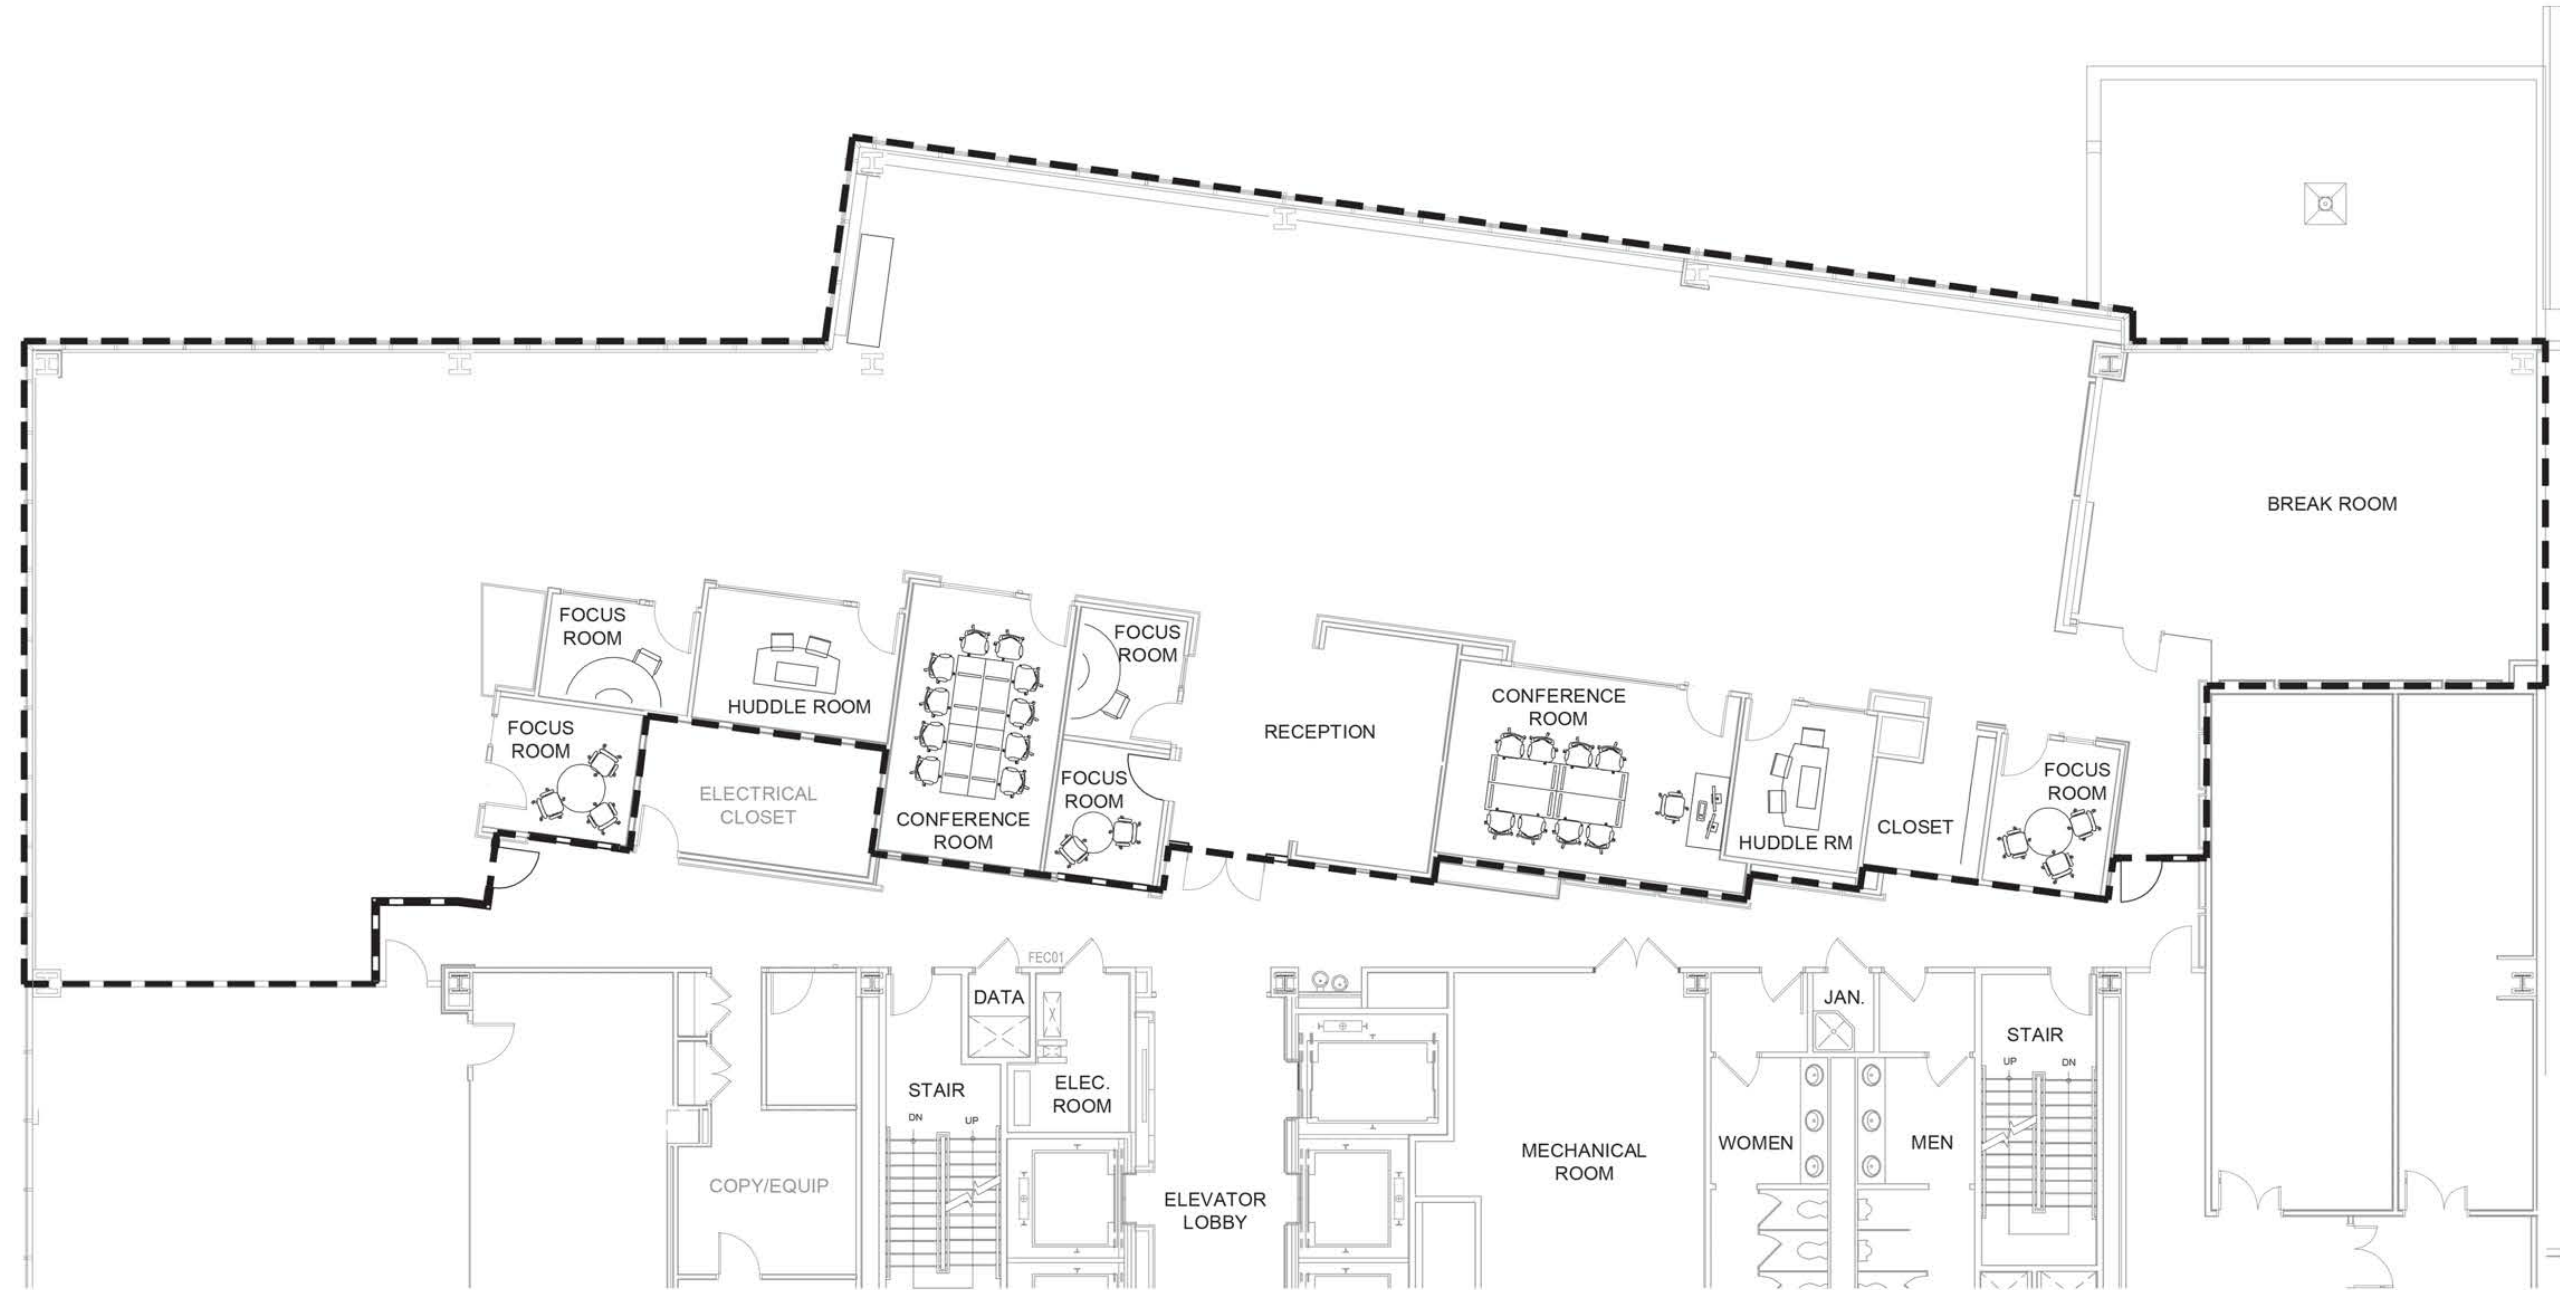 BREAK ROOM
FOCUS
ROOM
FOCUS
ROOM
HUDDLE ROOM
FOCUS
ROOM
ELECTRICAL
CLOSET
CONFERENCE
ROOM
FOCUS
ROOM
RECEPTION
CONFERENCE
ROOM
HUDDLE RM
CLOSET
FOCUS
ROOM
FEC01
DATA
JAN.
STAIR
UP
DN
STAIR
DN
UP
ELEC.
ROOM
COPY/EQUIP
ELEVATOR
LOBBY
MECHANICAL
ROOM
WOMEN
MEN